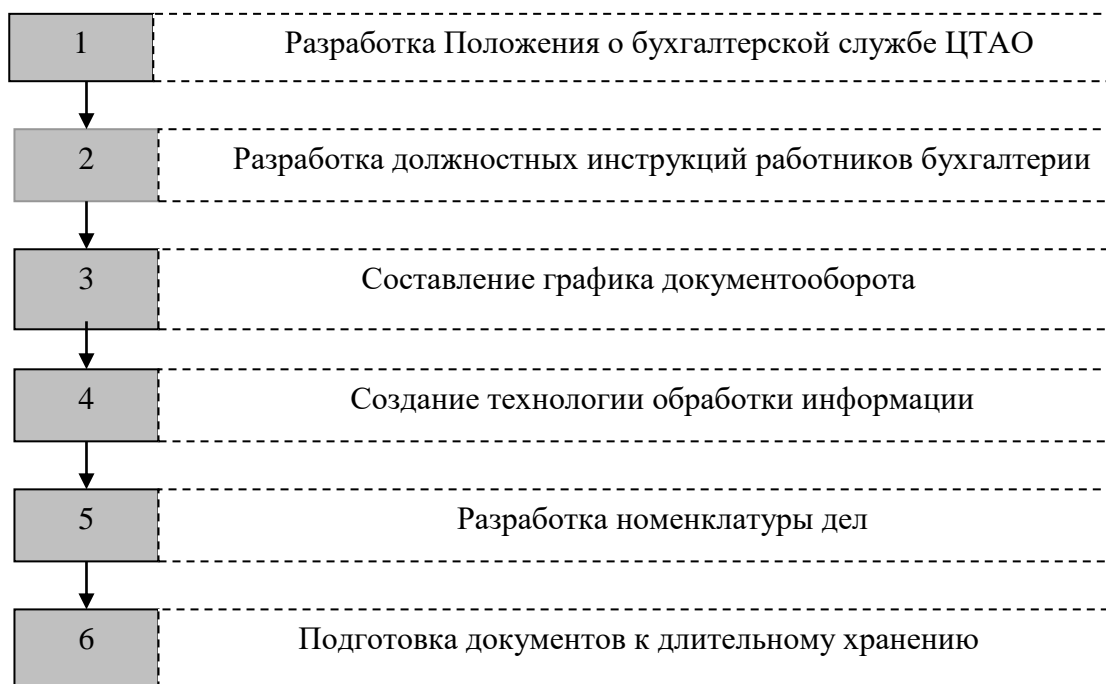 1 Разработка Положения о бухгалтерской службе ЦТАО
2 Разработка должностных инструкций работников бухгалтерии
3 Составление графика документооборота
4 Создание технологии обработки информации
5 Разработка номенклатуры дел
6 Подготовка документов к длительному хранению